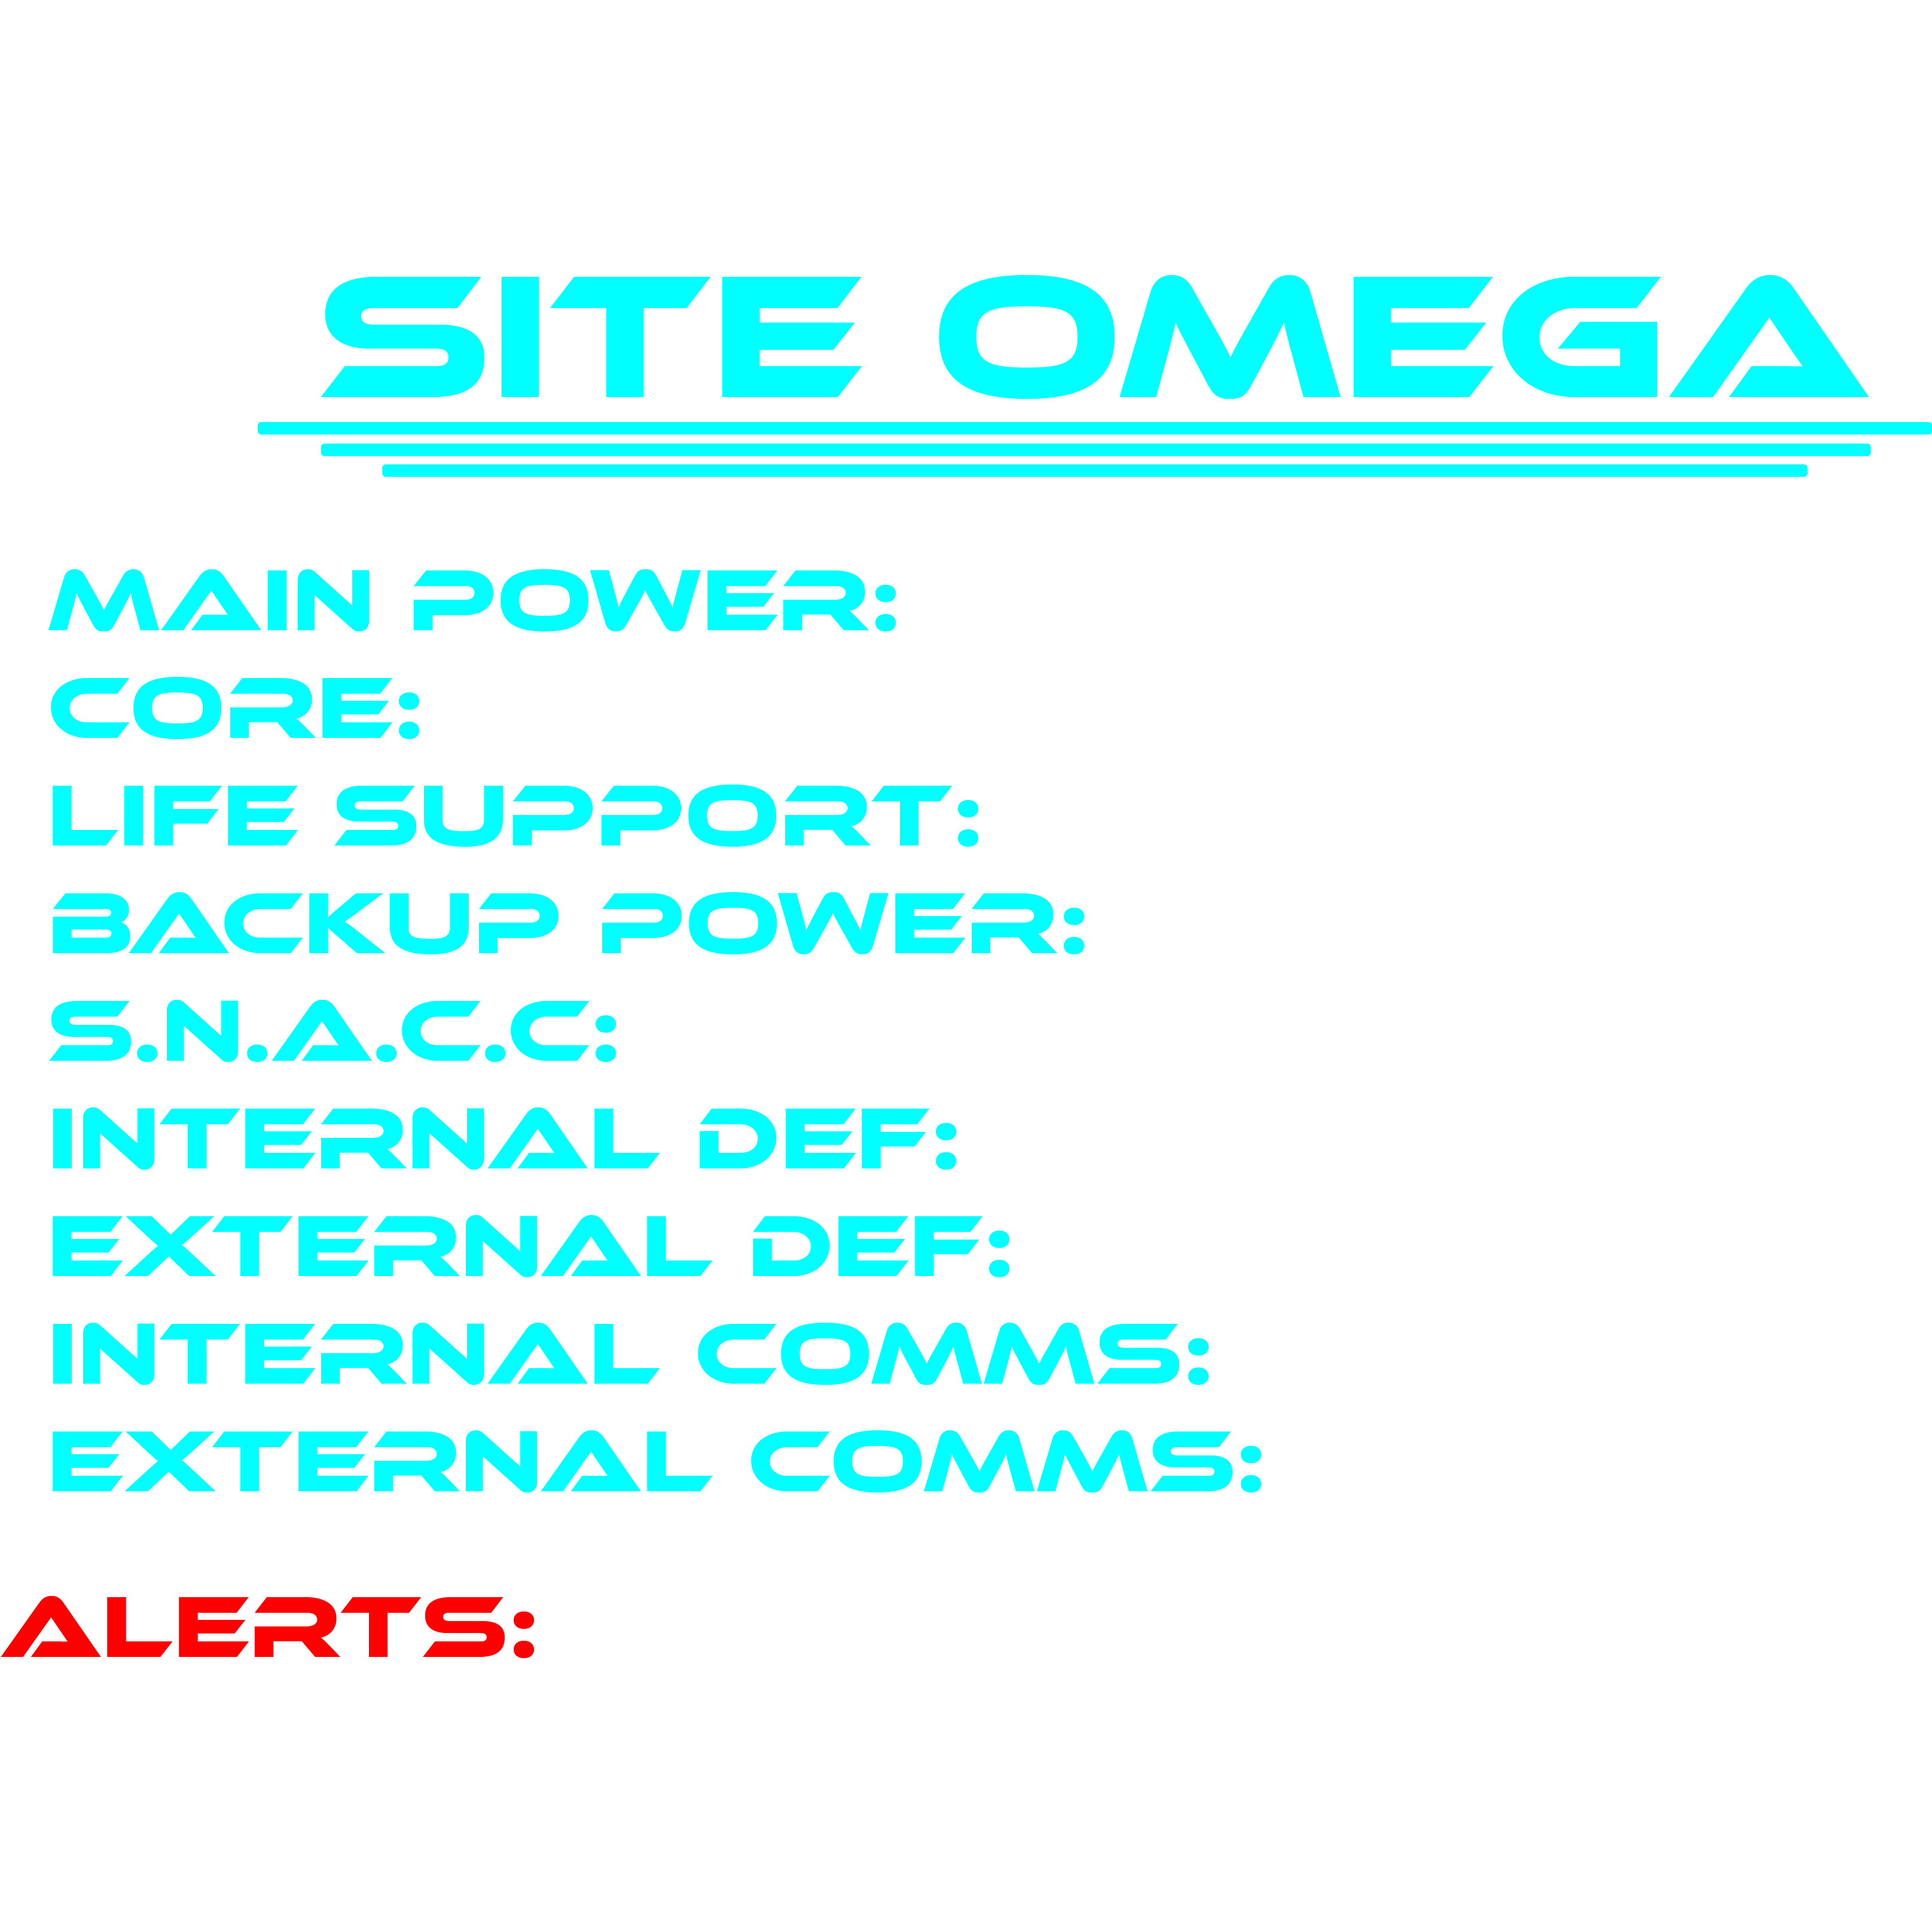 SITE OMEGA
MAIN POWER:
CORE:
LIFE SUPPORT:
BACKUP POWER:
S.N.A.C.C:
INTERNAL DEF:
EXTERNAL DEF:
INTERNAL COMMS:
EXTERNAL COMMS:
ALERTS: